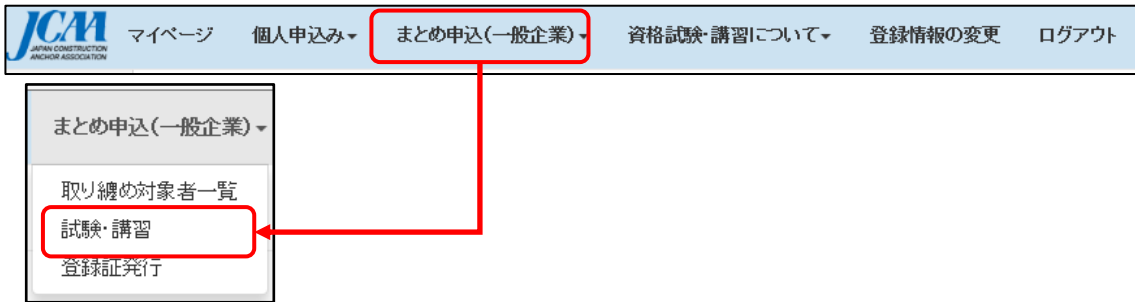 JCAA
JAPAN CONSTRUCTION
ANCHOR ASSOCIATION
マイページ 個人申込み▾ まとめ申込(一般企業)▾ 資格試験・講習について▾ 登録情報の変更 ログアウト
まとめ申込(一般企業)▾
取り纏め対象者一覧
試験・講習
登録証発行